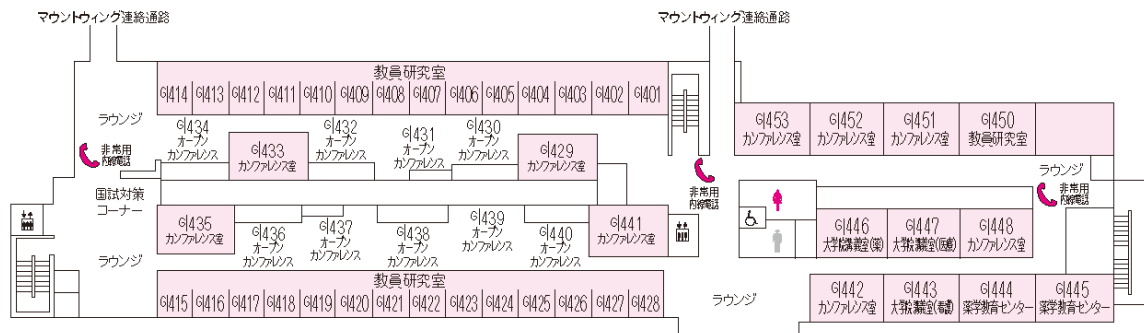 マウントウィング連絡通路
マウントウィング連絡通路
教員研究室
G414 G413 G412 G411 G410 G409 G408 G407 G406 G405 G404 G403 G402 G401
ラウンジ
G434
オープン
カンファレンス
G433
カンファレンス室
G432
オープン
カンファレンス
G431
オープン
カンファレンス
G430
オープン
カンファレンス
G429
カンファレンス室
非常用
内線電話
国試対策
コーナー
G435
カンファレンス室
G436
オープン
カンファレンス
G437
オープン
カンファレンス
G438
オープン
カンファレンス
G439
オープン
カンファレンス
G440
オープン
カンファレンス
G441
カンファレンス室
ラウンジ
教員研究室
G415 G416 G417 G418 G419 G420 G421 G422 G423 G424 G425 G426 G427 G428
非常用
内線電話
ラウンジ
G453
カンファレンス室
G452
カンファレンス室
G451
カンファレンス室
G450
教員研究室
ラウンジ
非常用
内線電話
G446
大学院講義室(薬)
G447
大学院講義室(医療)
G448
カンファレンス室
G442
カンファレンス室
G443
大学院講義室(看護)
G444
薬学教育センター
G445
薬学教育センター